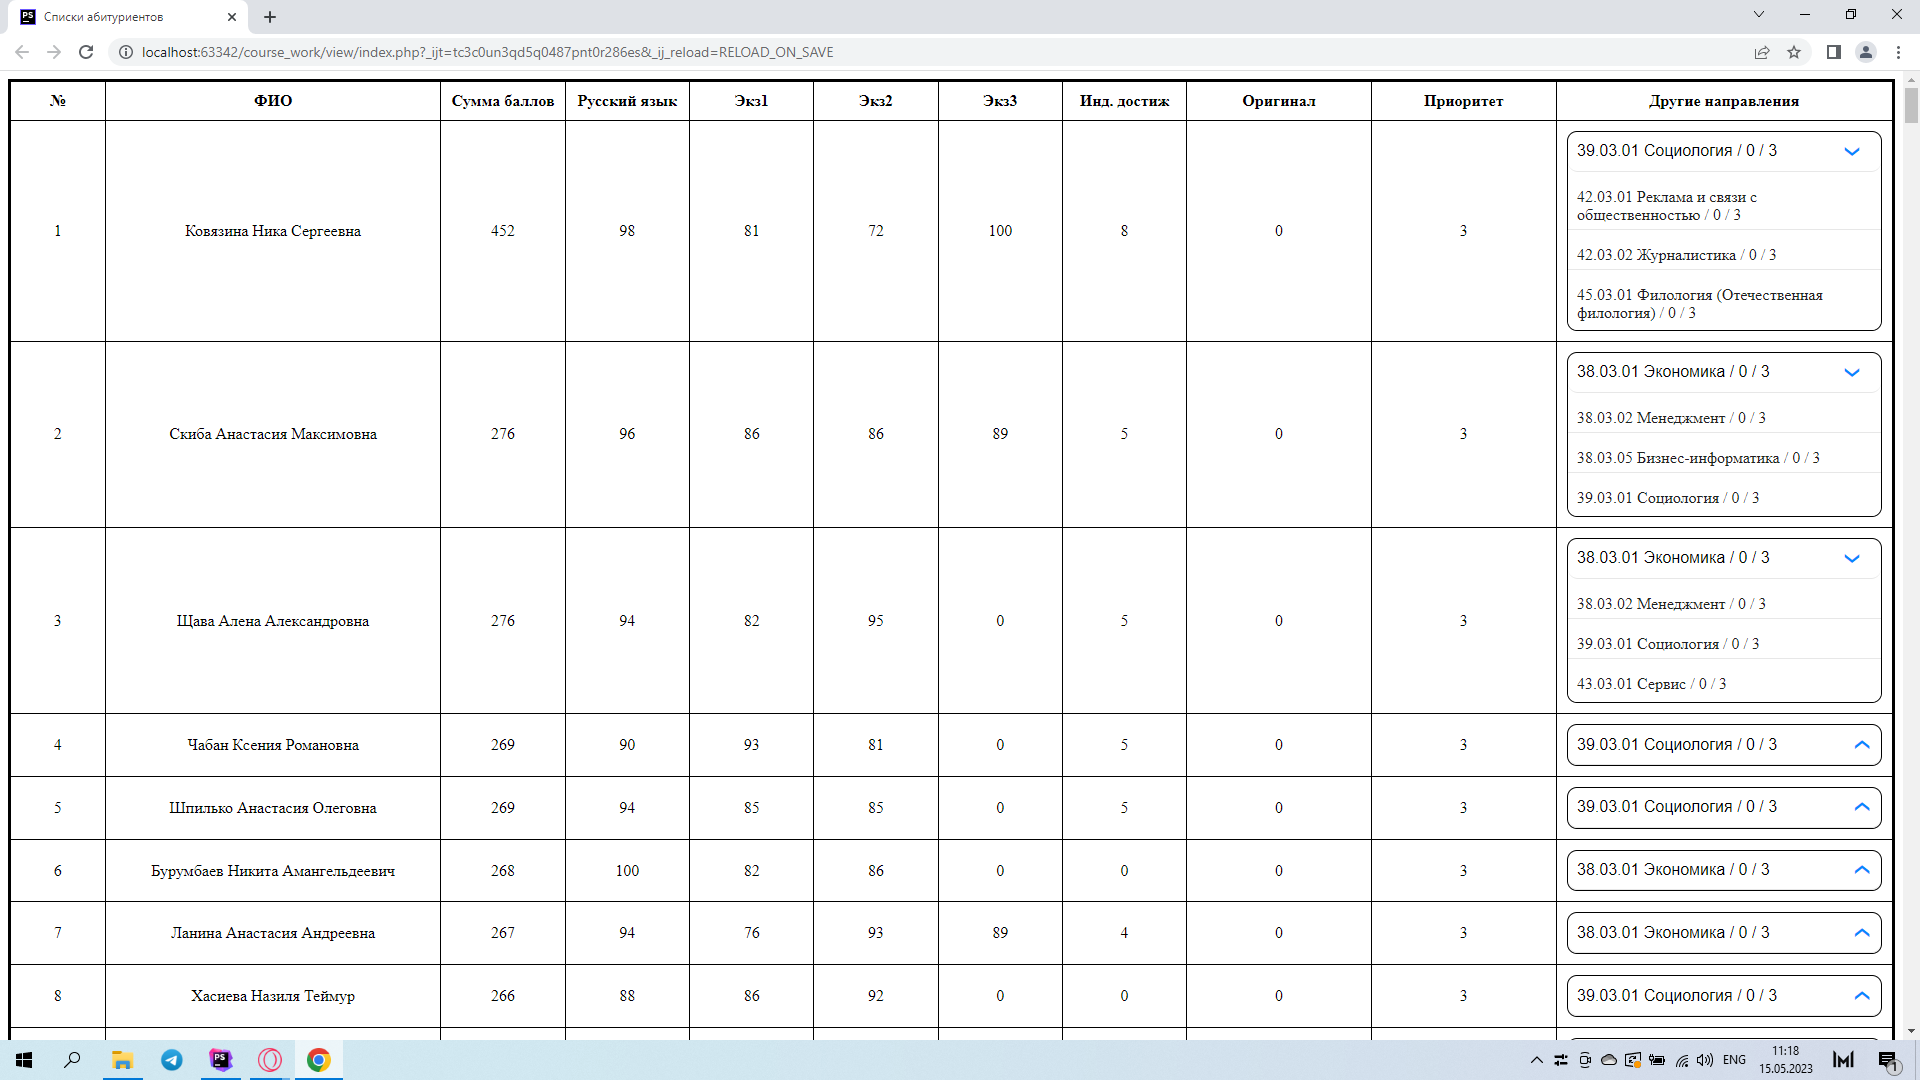 Списки абитуриентов
localhost:63342/course_work/view/index.php?_ijt=tc3c0un3qd5q0487pnt0r286es&_ij_reload=RELOAD_ON_SAVE
№ ФИО Сумма баллов Русский язык Экз1 Экз2 Экз3 Инд. достиж Оригинал Приоритет Другие направления
1 Ковязина Ника Сергеевна 452 98 81 72 100 8 0 3
39.03.01 Социология / 0 / 3
42.03.01 Реклама и связи с
общественностью / 0 / 3
42.03.02 Журналистика / 0 / 3
45.03.01 Филология (Отечественная
филология) / 0 / 3
2 Скиба Анастасия Максимовна 276 96 86 86 89 5 0 3
38.03.01 Экономика / 0 / 3
38.03.02 Менеджмент / 0 / 3
38.03.05 Бизнес-информатика / 0 / 3
39.03.01 Социология / 0 / 3
3 Щава Алена Александровна 276 94 82 95 0 5 0 3
38.03.01 Экономика / 0 / 3
38.03.02 Менеджмент / 0 / 3
39.03.01 Социология / 0 / 3
43.03.01 Сервис / 0 / 3
4 Чабан Ксения Романовна 269 90 93 81 0 5 0 3 39.03.01 Социология / 0 / 3
5 Шпилько Анастасия Олеговна 269 94 85 85 0 5 0 3 39.03.01 Социология / 0 / 3
6 Бурумбаев Никита Амангельдеевич 268 100 82 86 0 0 0 3 38.03.01 Экономика / 0 / 3
7 Ланина Анастасия Андреевна 267 94 76 93 89 4 0 3 38.03.01 Экономика / 0 / 3
8 Хасиева Назиля Теймур 266 88 86 92 0 0 0 3 39.03.01 Социология / 0 / 3
ENG
11:18
15.05.2023
1